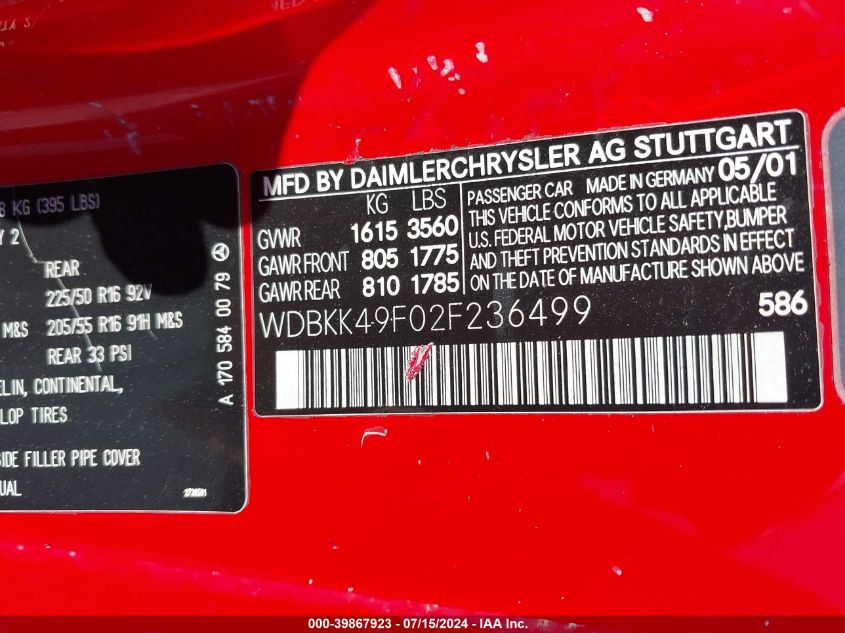 8 KG (395 LBS)
Y 2
REAR
225/50 R16 92V
M&S 205/55 R16 91H M&S
REAR 33 PSI
ELIN, CONTINENTAL,
LOP TIRES
IDE FILLER PIPE COVER
UAL
A 170 584 00 79
MFD BY DAIMLERCHRYSLER AG STUTTGART
KG LBS
GVWR 1615 3560
GAWR FRONT 805 1775
GAWR REAR 810 1785
PASSENGER CAR MADE IN GERMANY 05/01
THIS VEHICLE CONFORMS TO ALL APPLICABLE
U.S. FEDERAL MOTOR VEHICLE SAFETY, BUMPER
AND THEFT PREVENTION STANDARDS IN EFFECT
ON THE DATE OF MANUFACTURE SHOWN ABOVE
WDBKK49F02F236499
586
000-39867923 - 07/15/2024 - IAA Inc.